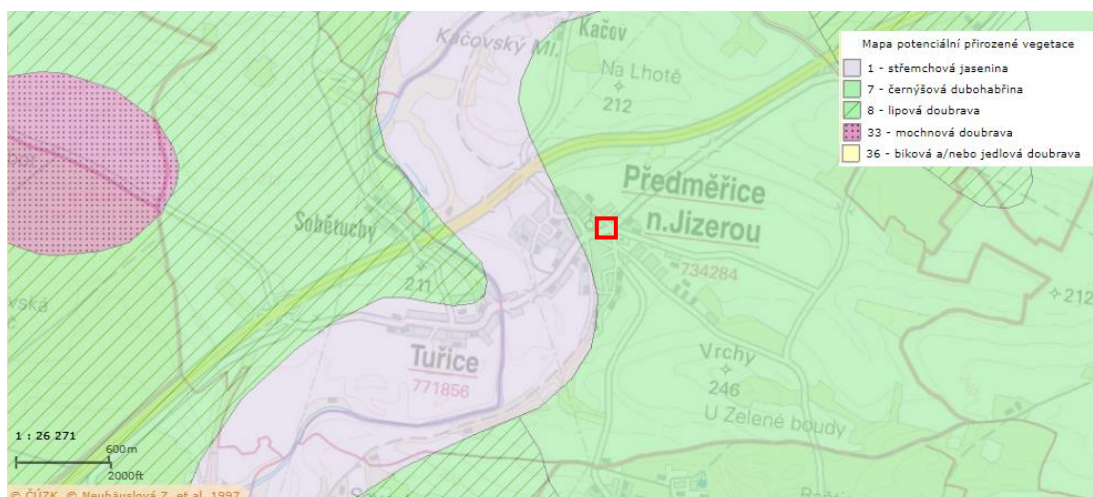 Kačovský Ml.
Kačov
Na Lhotě
212
Mapa potenciální přirozené vegetace
1 - střemchová jasenina
7 - černýšová dubohabřina
8 - lipová doubrava
33 - mochnová doubrava
36 - biková a/nebo jedlová doubrava
Předměřice
n.Jizerou
734284
Sobětuchy
211
212
Tuřice
771856
Vrchy
246
U Zelené boudy
1 : 26 271
600m
2000ft
© ČÚZK, © Neuhäuslová Z. et al. 1997